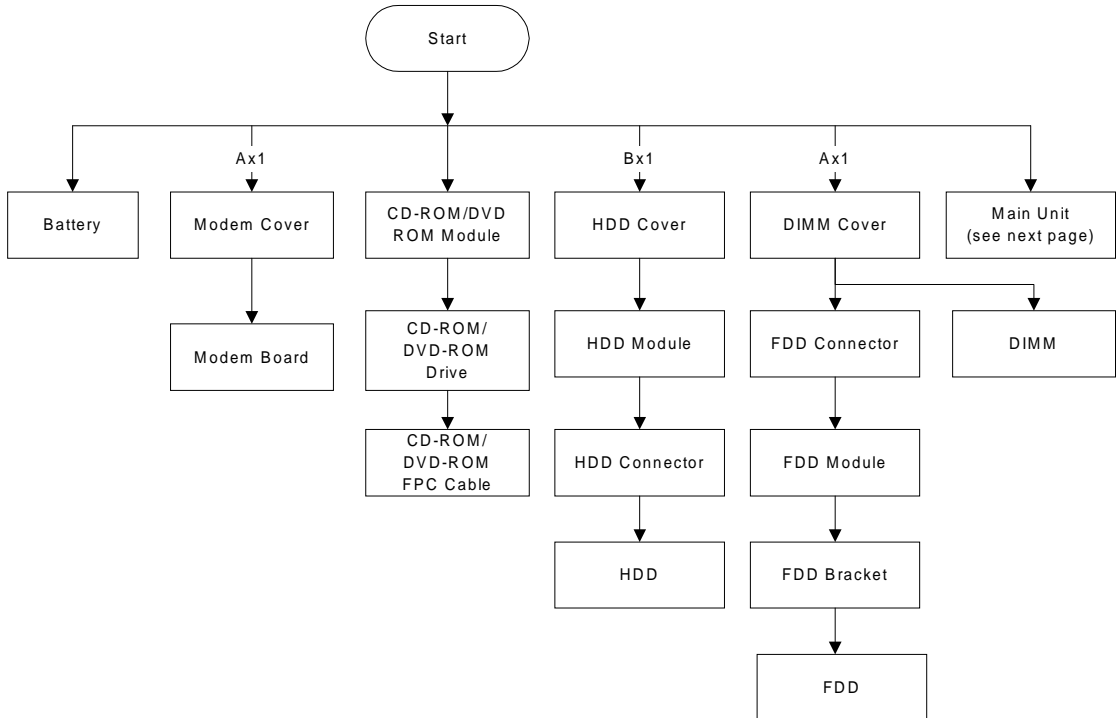 Start
Ax1
Bx1
Ax1
Battery
Modem Cover
CD-ROM/DVD
ROM Module
HDD Cover
DIMM Cover
Main Unit
(see next page)
Modem Board
CD-ROM/
DVD-ROM
Drive
HDD Module
FDD Connector
DIMM
CD-ROM/
DVD-ROM
FPC Cable
HDD Connector
FDD Module
HDD
FDD Bracket
FDD